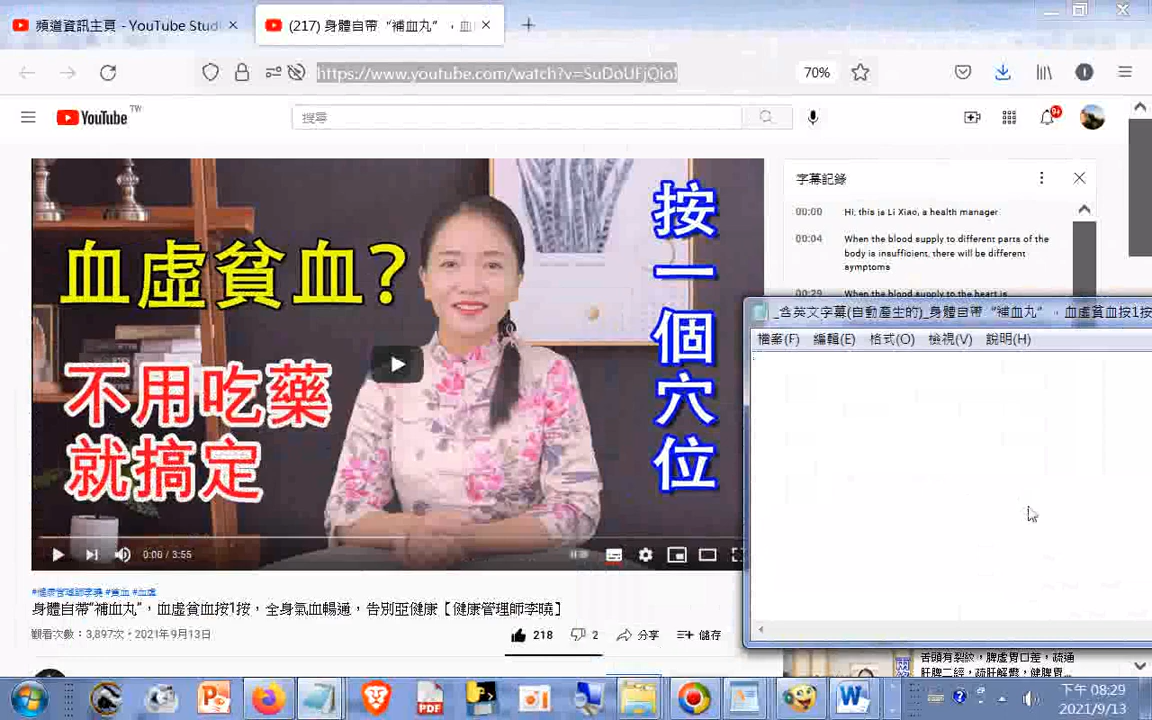 頻道資訊主頁 - YouTube Stud
(217) 身體自帶“補血丸”，血
https://www.youtube.com/watch?v=SuDoUFjQioI
70%
YouTube TW
搜尋
9+
血虛貧血?
不用吃藥
就搞定
按一個穴位
0:00 / 3:55
字幕記錄
00:00 Hi, this is Li Xiao, a health manager
00:04 When the blood supply to different parts of the
body is insufficient, there will be different
symptoms
00:29 When the blood supply to the heart is
_含英文字幕(自動產生的)_身體自帶“補血丸”，血虛貧血按1按
檔案(F) 編輯(E) 格式(O) 檢視(V) 說明(H)
#健康管理師李曉 #貧血 #血虛
身體自帶“補血丸”，血虛貧血按1按，全身氣血暢通，告別亞健康【健康管理師李曉】
觀看次數：3,897次・2021年9月13日
218 2 分享 儲存
舌頭有裂紋，脾虛胃口差，疏通
肝脾二經，疏肝解鬱，健脾胃...
PDF
下午 08:29
2021/9/13